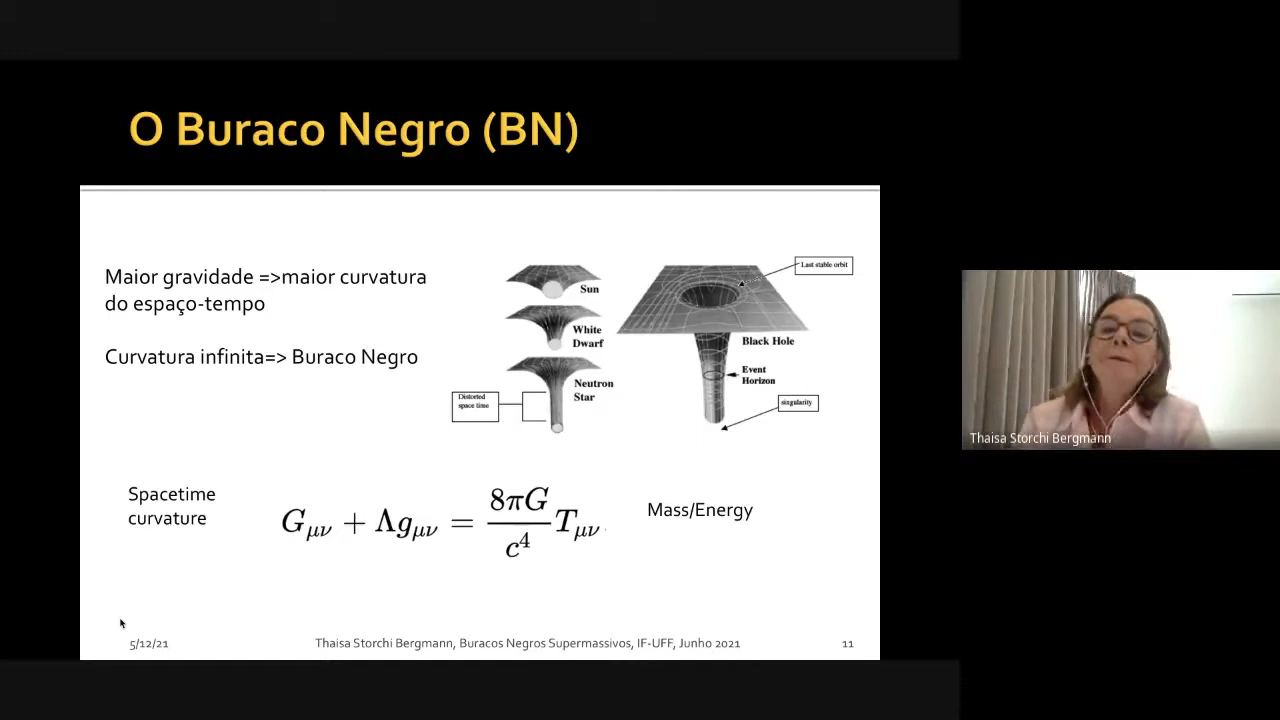 O Buraco Negro (BN)
Maior gravidade =>maior curvatura
do espaço-tempo
Curvatura infinita=> Buraco Negro
Sun
White
Dwarf
Neutron
Star
Distorted
space time
Last stable orbit
Black Hole
Event
Horizon
singularity
Spacetime
curvature
G_{μν} + Λg_{μν} = \frac{8πG}{c^4} T_{μν}
Mass/Energy
5/12/21
Thaisa Storchi Bergmann, Buracos Negros Supermassivos, IF-UFF, Junho 2021
11
Thaisa Storchi Bergmann